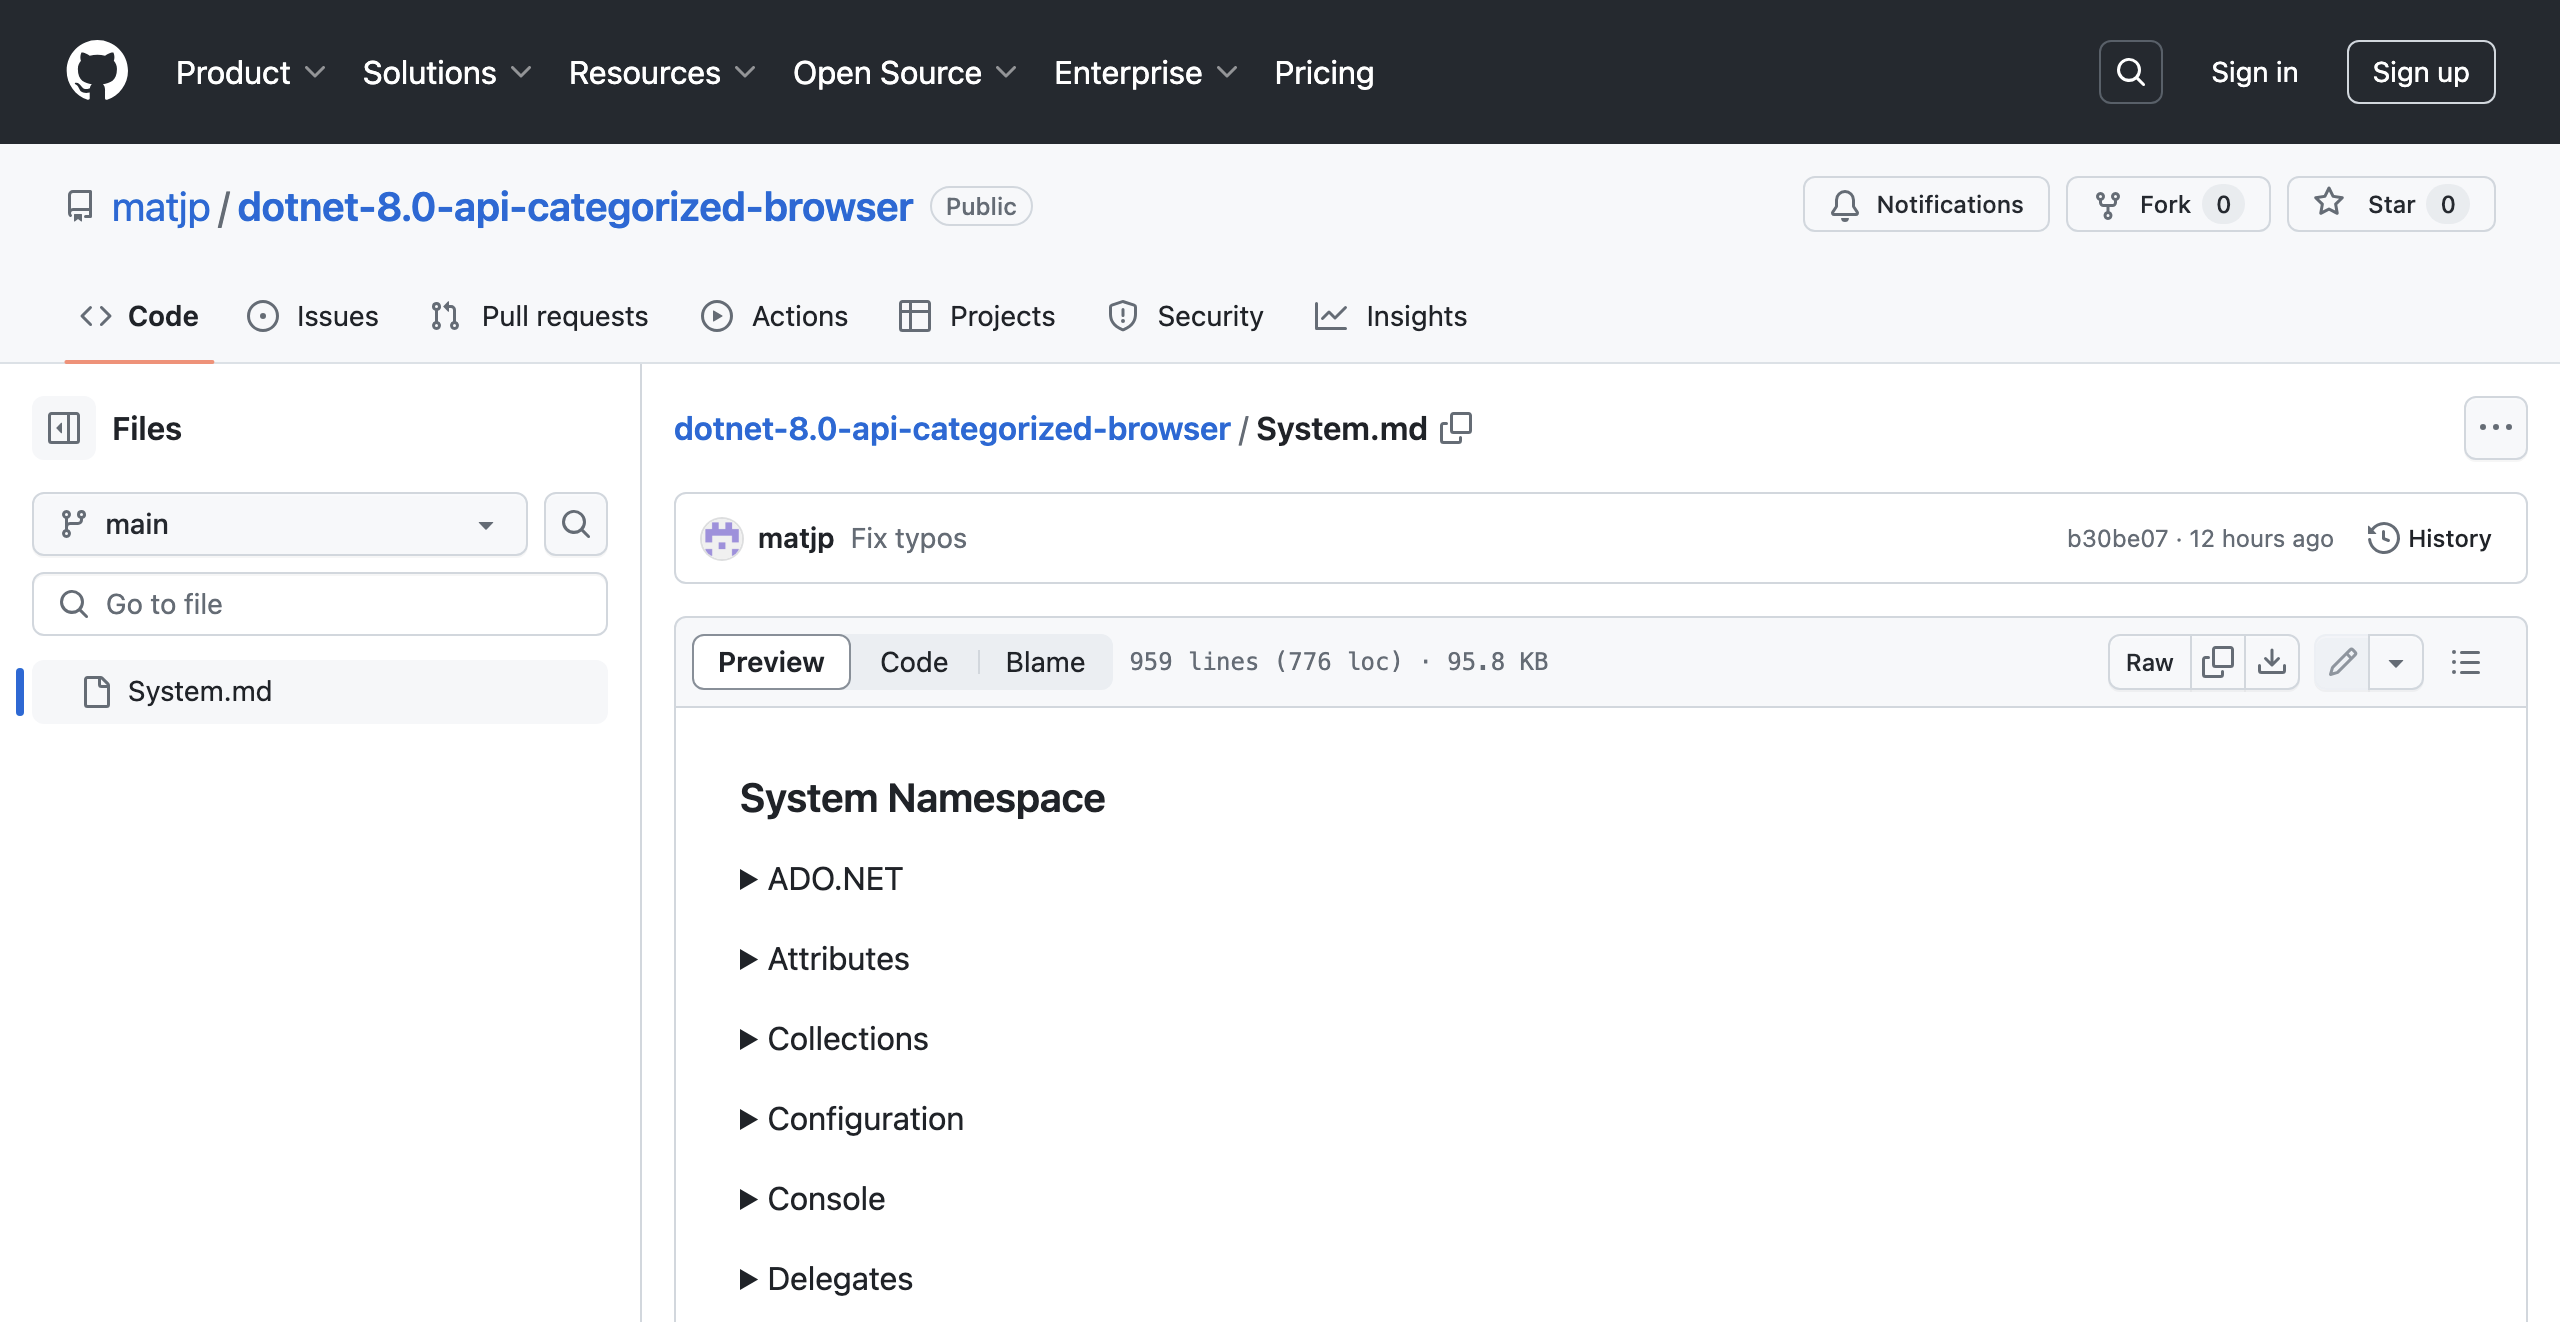 Product Solutions Resources Open Source Enterprise Pricing Sign in Sign up
matjp / dotnet-8.0-api-categorized-browser Public Notifications Fork 0 Star 0
Code Issues Pull requests Actions Projects Security Insights
Files
main
Go to file
System.md
dotnet-8.0-api-categorized-browser / System.md
matjp Fix typos b30be07 · 12 hours ago History
Preview Code Blame 959 lines (776 loc) · 95.8 KB Raw
System Namespace
ADO.NET
Attributes
Collections
Configuration
Console
Delegates